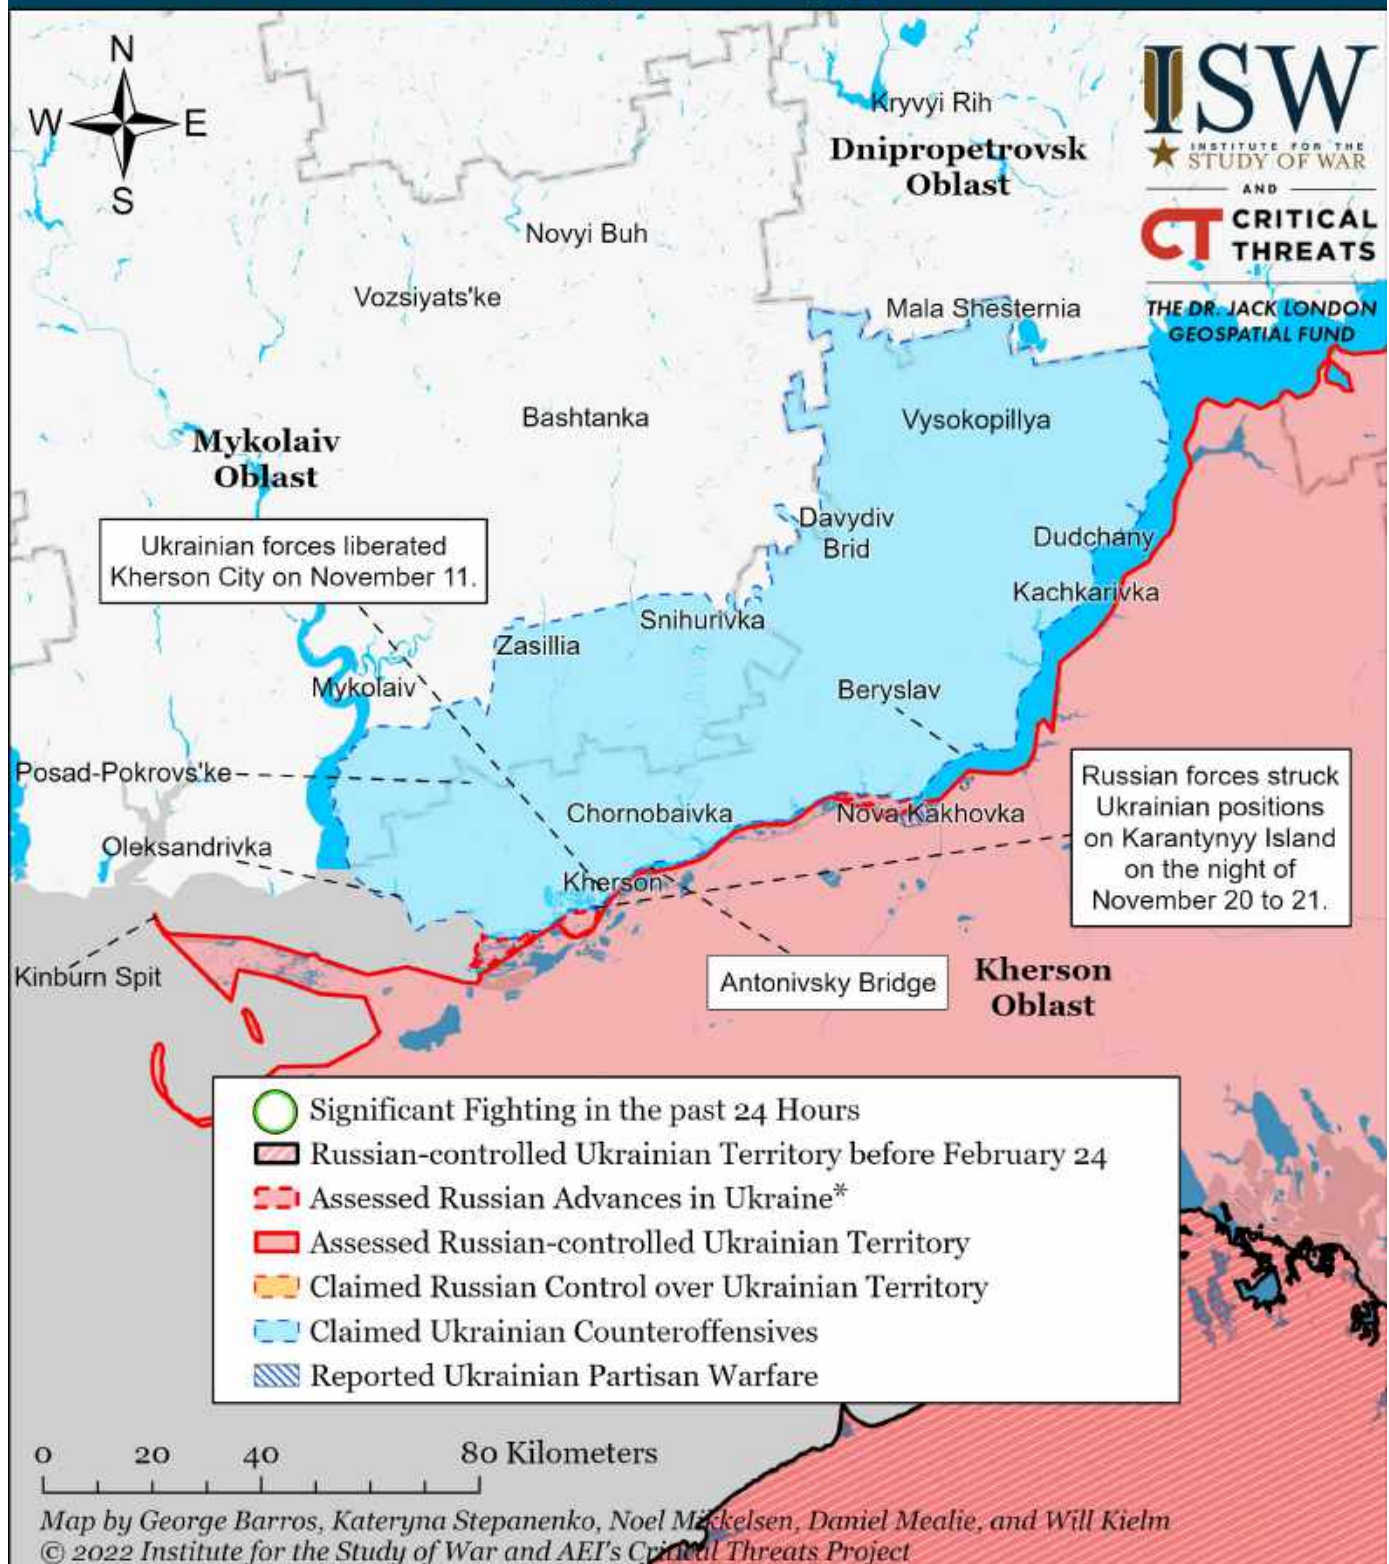 N
W E
S
ISW
INSTITUTE FOR THE
STUDY OF WAR
AND
CT CRITICAL
THREATS
THE DR. JACK LONDON
GEOSPATIAL FUND
Kryvyi Rih
Dnipropetrovsk
Oblast
Novyi Buh
Vozsiyats'ke
Mala Shesternia
Bashtanka
Vysokopillya
Mykolaiv
Oblast
Davydiv
Brid
Dudchany
Ukrainian forces liberated
Kherson City on November 11.
Kachkarivka
Snihurivka
Zasillia
Mykolaiv
Beryslav
Posad-Pokrovs'ke
Russian forces struck
Ukrainian positions
on Karantynyy Island
on the night of
November 20 to 21.
Chornobaivka
Nova Kakhovka
Oleksandrivka
Kherson
Kinburn Spit
Antonivsky Bridge
Kherson
Oblast
Significant Fighting in the past 24 Hours
Russian-controlled Ukrainian Territory before February 24
Assessed Russian Advances in Ukraine*
Assessed Russian-controlled Ukrainian Territory
Claimed Russian Control over Ukrainian Territory
Claimed Ukrainian Counteroffensives
Reported Ukrainian Partisan Warfare
0 20 40 80 Kilometers
Map by George Barros, Kateryna Stepanenko, Noel Mikkelsen, Daniel Mealie, and Will Kielm
© 2022 Institute for the Study of War and AEI's Critical Threats Project